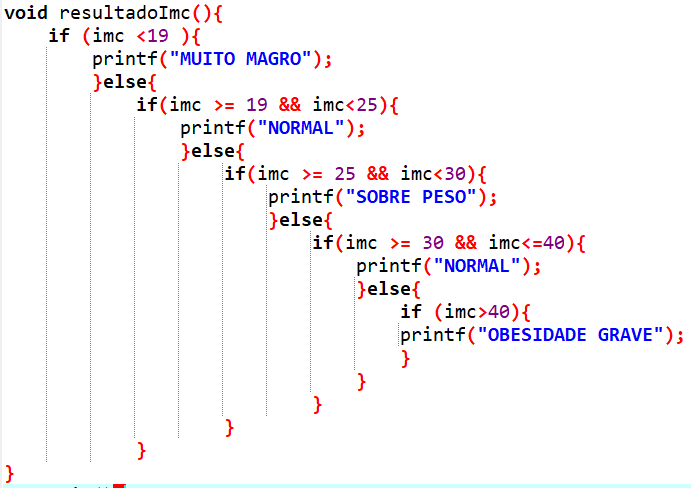 void resultadoImc(){
if (imc <19 ){
printf("MUITO MAGRO");
}else{
if(imc >= 19 && imc<25){
printf("NORMAL");
}else{
if(imc >= 25 && imc<30){
printf("SOBRE PESO");
}else{
if(imc >= 30 && imc<=40){
printf("NORMAL");
}else{
if (imc>40){
printf("OBESIDADE GRAVE");
}
}
}
}
}
}